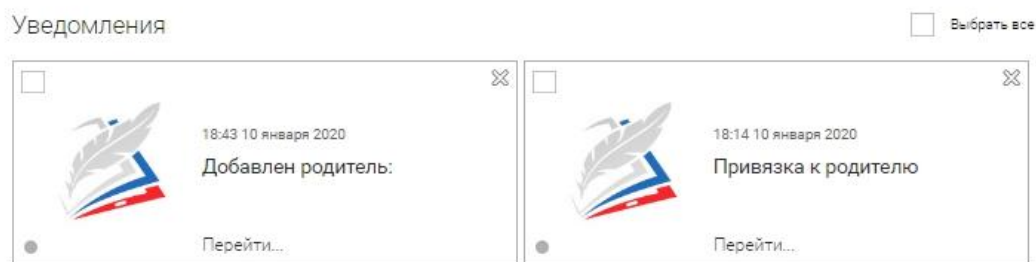 Уведомления
Выбрать все
18:43 10 января 2020
Добавлен родитель:
Перейти...
18:14 10 января 2020
Привязка к родителю
Перейти...